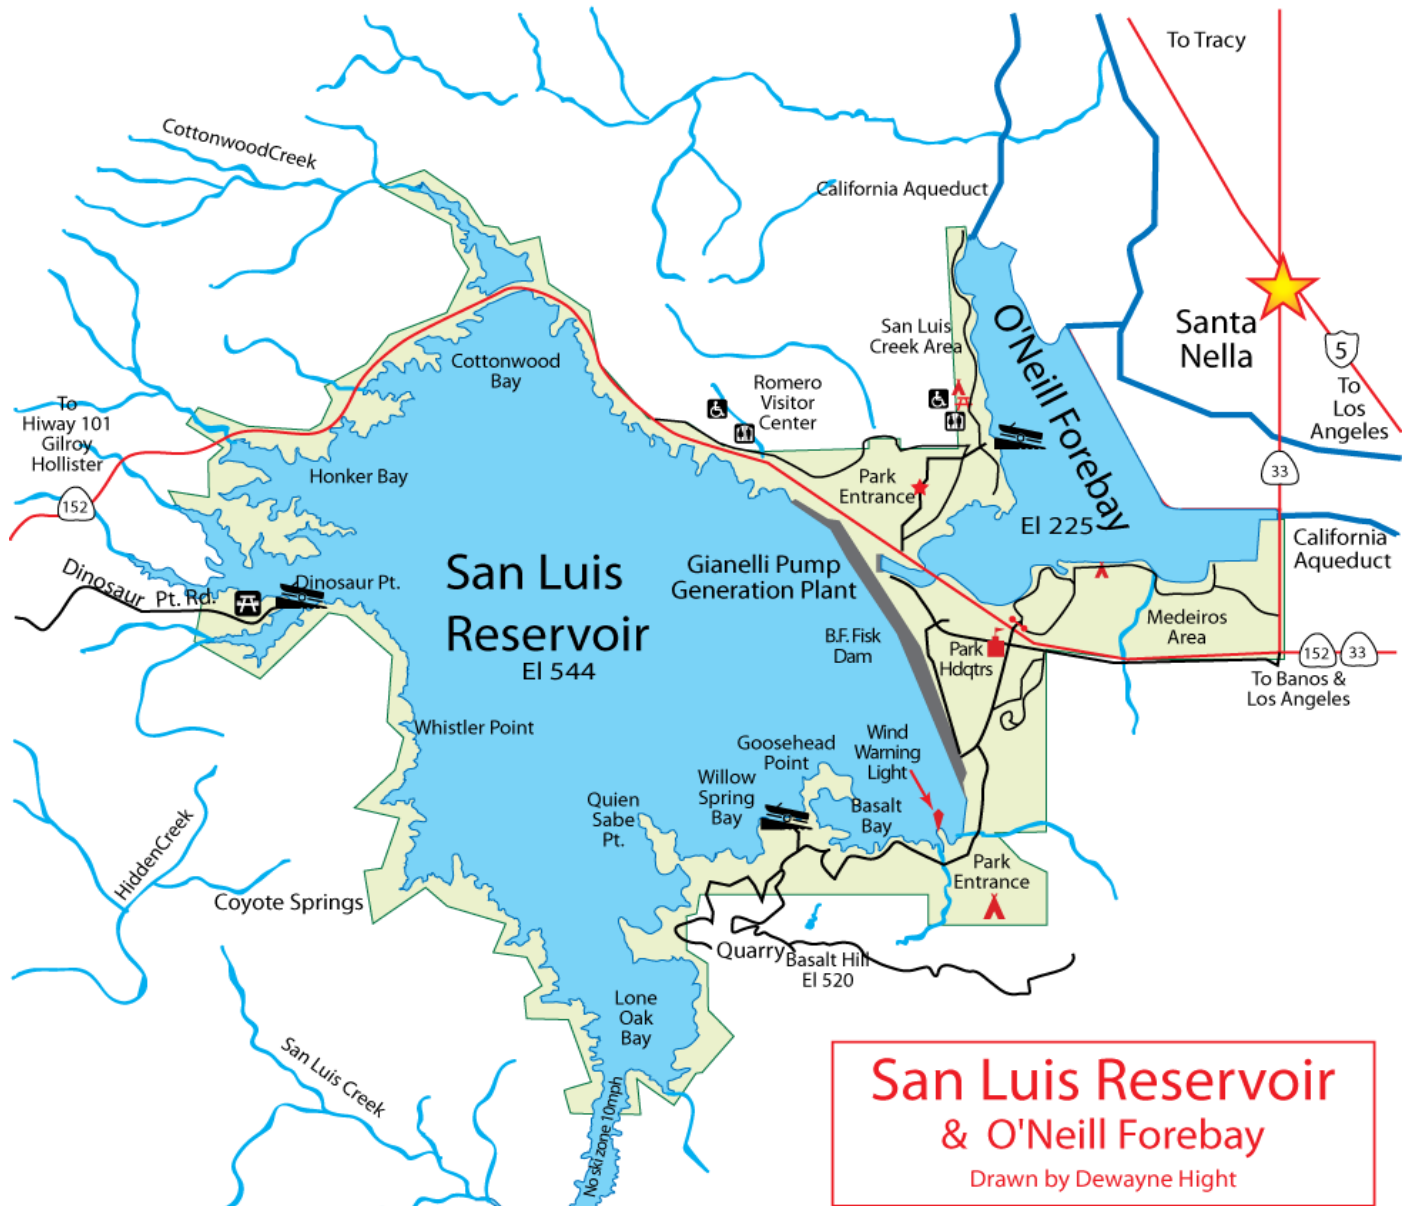 To Tracy
CottonwoodCreek
California Aqueduct
O'Neill Forebay
Santa
Nella
San Luis
Creek Area
5
To
Los
Angeles
Cottonwood
Bay
Romero
Visitor
Center
To
Hiway 101
Gilroy
Hollister
152
Honker Bay
Park
Entrance
33
El 225
California
Aqueduct
San Luis
Reservoir
El 544
Gianelli Pump
Generation Plant
Dinosaur Pt. Rd.
Dinosaur Pt.
B.F. Fisk
Dam
Park
Hdqtrs
Medeiros
Area
152
33
To Banos &
Los Angeles
Whistler Point
Goosehead
Point
Wind
Warning
Light
Willow
Spring
Bay
Quien
Sabe
Pt.
Basalt
Bay
HiddenCreek
Coyote Springs
Park
Entrance
Quarry
Basalt Hill
El 520
Lone
Oak
Bay
San Luis Creek
No ski zone 10mph
San Luis Reservoir
& O'Neill Forebay
Drawn by Dewayne Hight